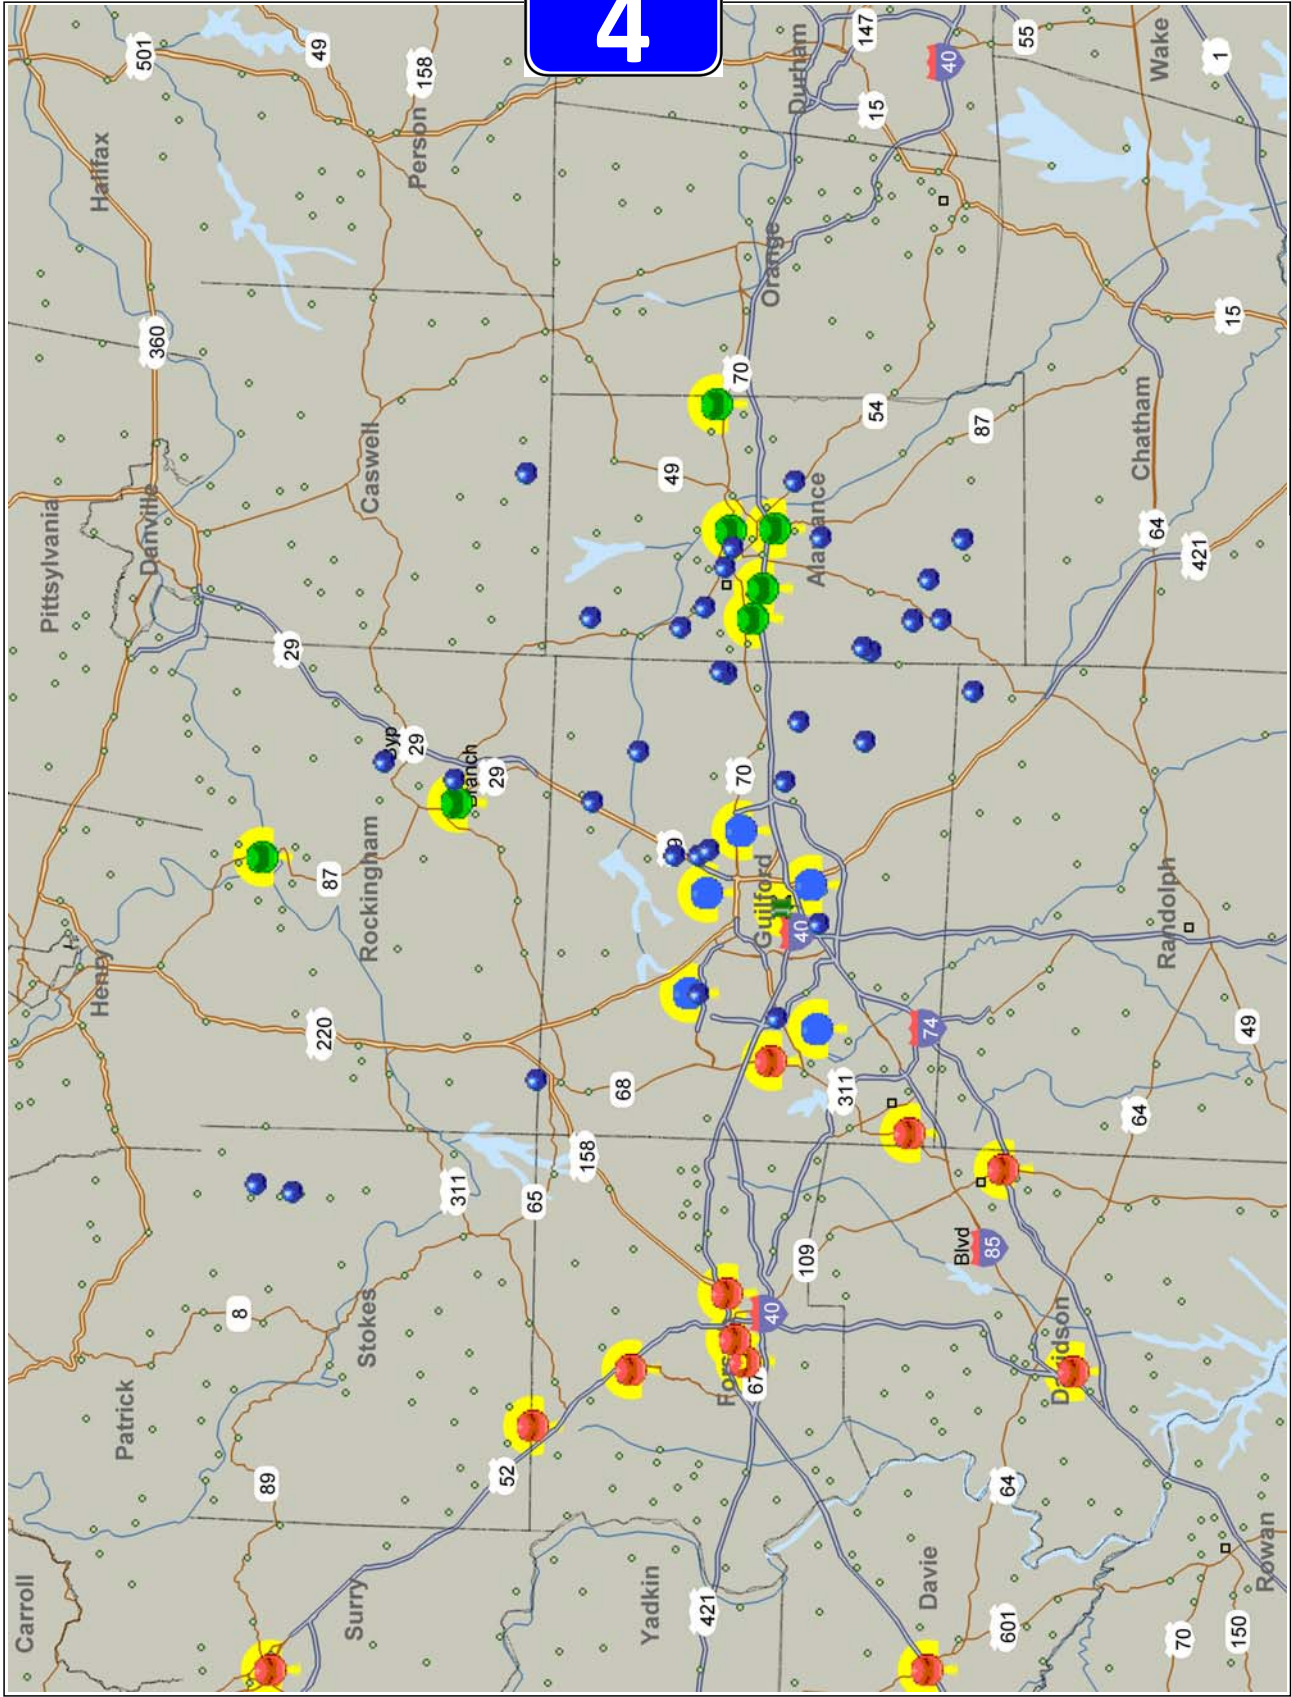 4
501
49
158
147
55
40
Wake
1
Durham
15
Halifax
Person
Orange
360
70
15
54
Pittsylvania
Danville
Caswell
49
87
Chatham
Alamance
64
421
29
29
29
70
Rockingham
87
Guilford
40
Randolph
Henry
220
74
49
68
311
64
158
311
65
109
Blvd
85
8
Stokes
40
67
Davidson
Patrick
89
52
64
Carroll
Surry
Yadkin
421
Davie
601
Rowan
70
150